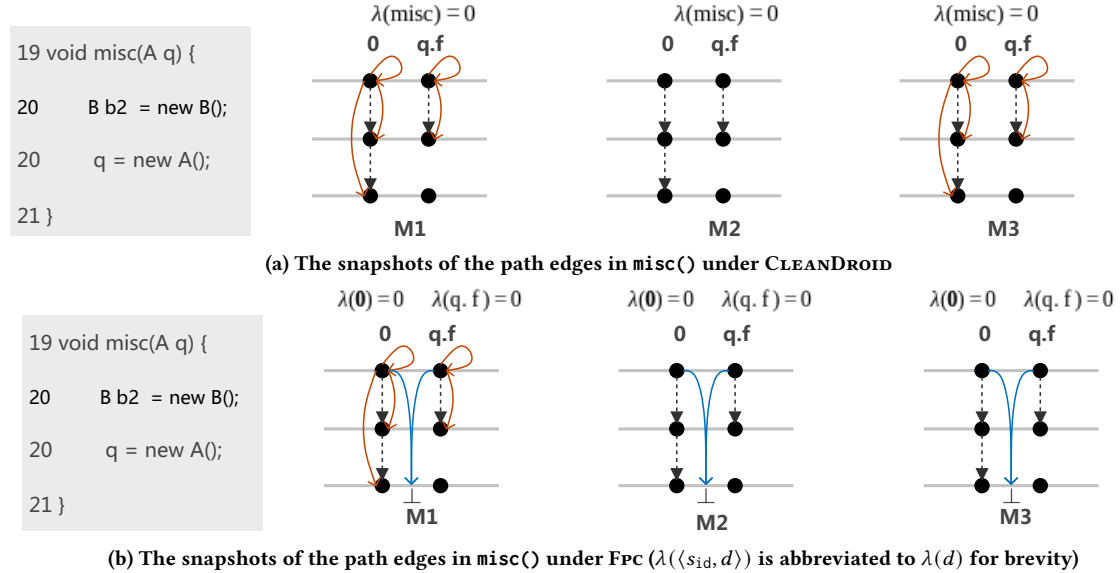 λ(misc) = 0 λ(misc) = 0 λ(misc) = 0
0 q.f 0 q.f 0 q.f
19 void misc(A q) {
20 B b2 = new B();
20 q = new A();
21 }
M1 M2 M3
(a) The snapshots of the path edges in misc() under CLEANDROID
λ(0) = 0 λ(q. f) = 0 λ(0) = 0 λ(q. f) = 0 λ(0) = 0 λ(q. f) = 0
0 q.f 0 q.f 0 q.f
19 void misc(A q) {
20 B b2 = new B();
20 q = new A();
21 }
⊥ ⊥ ⊥
M1 M2 M3
(b) The snapshots of the path edges in misc() under FPC (λ(⟨s_id, d⟩) is abbreviated to λ(d) for brevity)